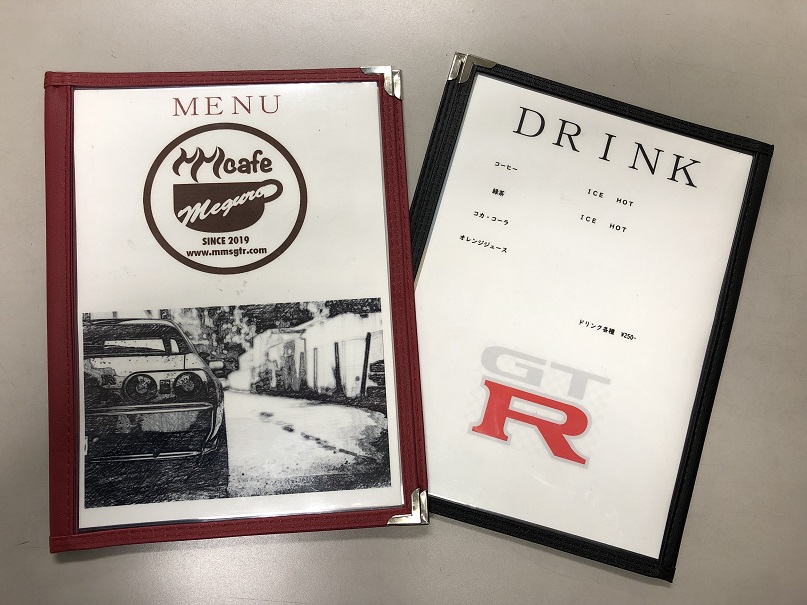 MENU
MMcafe
Meguro
SINCE 2019
www.mmsgtr.com
DRINK
コーヒー ICE HOT
緑茶 ICE HOT
コカ・コーラ
オレンジジュース
ドリンク各種 ¥250-
GT
R